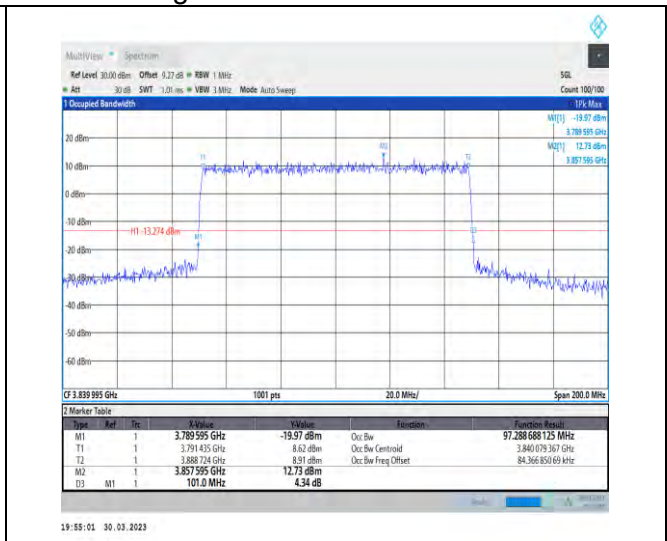 MultiView Spectrum
Ref Level 30.00 dBm Offset 9.27 dB RBW 1 MHz SGL
Att 30 dB SWT 1.01 ms VBW 3 MHz Mode Auto Sweep Count 100/100
1 Occupied Bandwidth 1Pk Max
M1[1] -19.97 dBm
3.789 595 GHz
M2[1] 12.73 dBm
3.857 595 GHz
20 dBm
10 dBm
0 dBm
-10 dBm
H1 -13.274 dBm
-20 dBm
-30 dBm
-40 dBm
-50 dBm
-60 dBm
T1
M2
T2
M1
CF 3.839 995 GHz 1001 pts 20.0 MHz/ Span 200.0 MHz
2 Marker Table
Type Ref Trc X-Value Y-Value Function Function Result
M1 1 3.789 595 GHz -19.97 dBm Occ Bw 97.288 688 125 MHz
T1 1 3.791 435 GHz 8.62 dBm Occ Bw Centroid 3.840 079 367 GHz
T2 1 3.888 724 GHz 8.91 dBm Occ Bw Freq Offset 84.366 850 69 kHz
M2 1 3.857 595 GHz 12.73 dBm
D3 M1 1 101.0 MHz 4.34 dB
19:55:01 30.03.2023